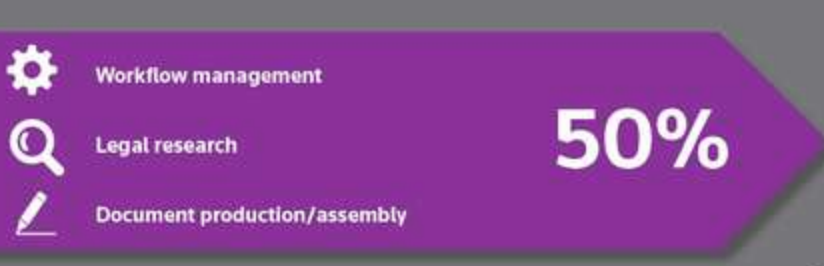 Workflow management
Legal research
50%
Document production/assembly